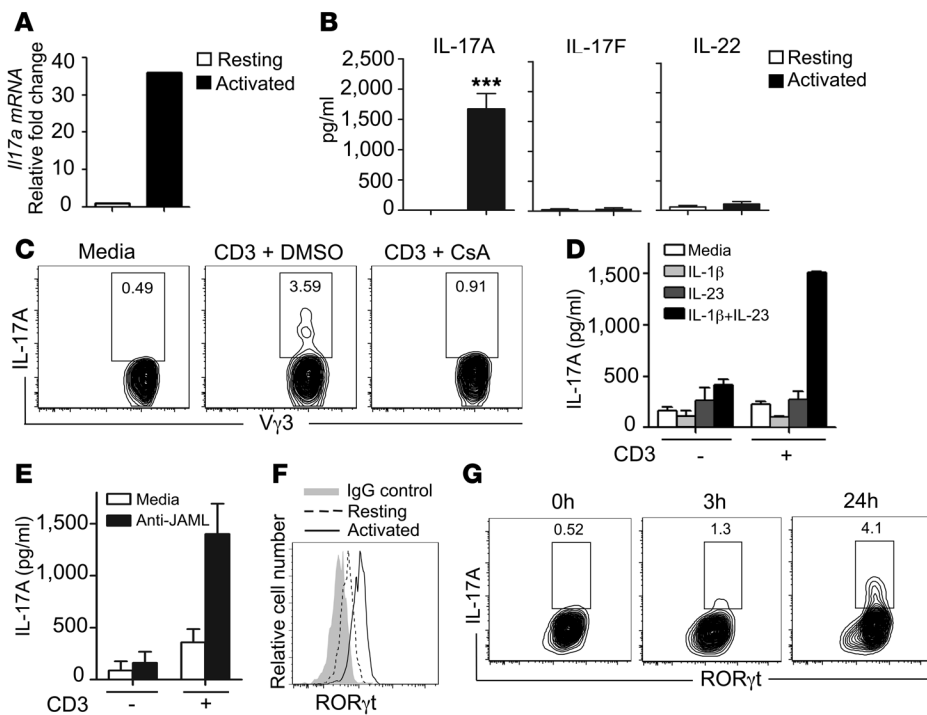 A
Il17a mRNA
Relative fold change
40
30
20
10
0
Resting
Activated
B
IL-17A
IL-17F
IL-22
pg/ml
2,500
2,000
1,500
1,000
500
0
***
Resting
Activated
C
Media
CD3 + DMSO
CD3 + CsA
IL-17A
0.49
3.59
0.91
Vγ3
D
IL-17A (pg/ml)
1,500
1,000
500
0
Media
IL-1β
IL-23
IL-1β+IL-23
CD3
-
+
E
IL-17A (pg/ml)
1,500
1,000
500
0
Media
Anti-JAML
CD3
-
+
F
IgG control
Resting
Activated
Relative cell number
RORγt
G
0h
3h
24h
IL-17A
0.52
1.3
4.1
RORγt